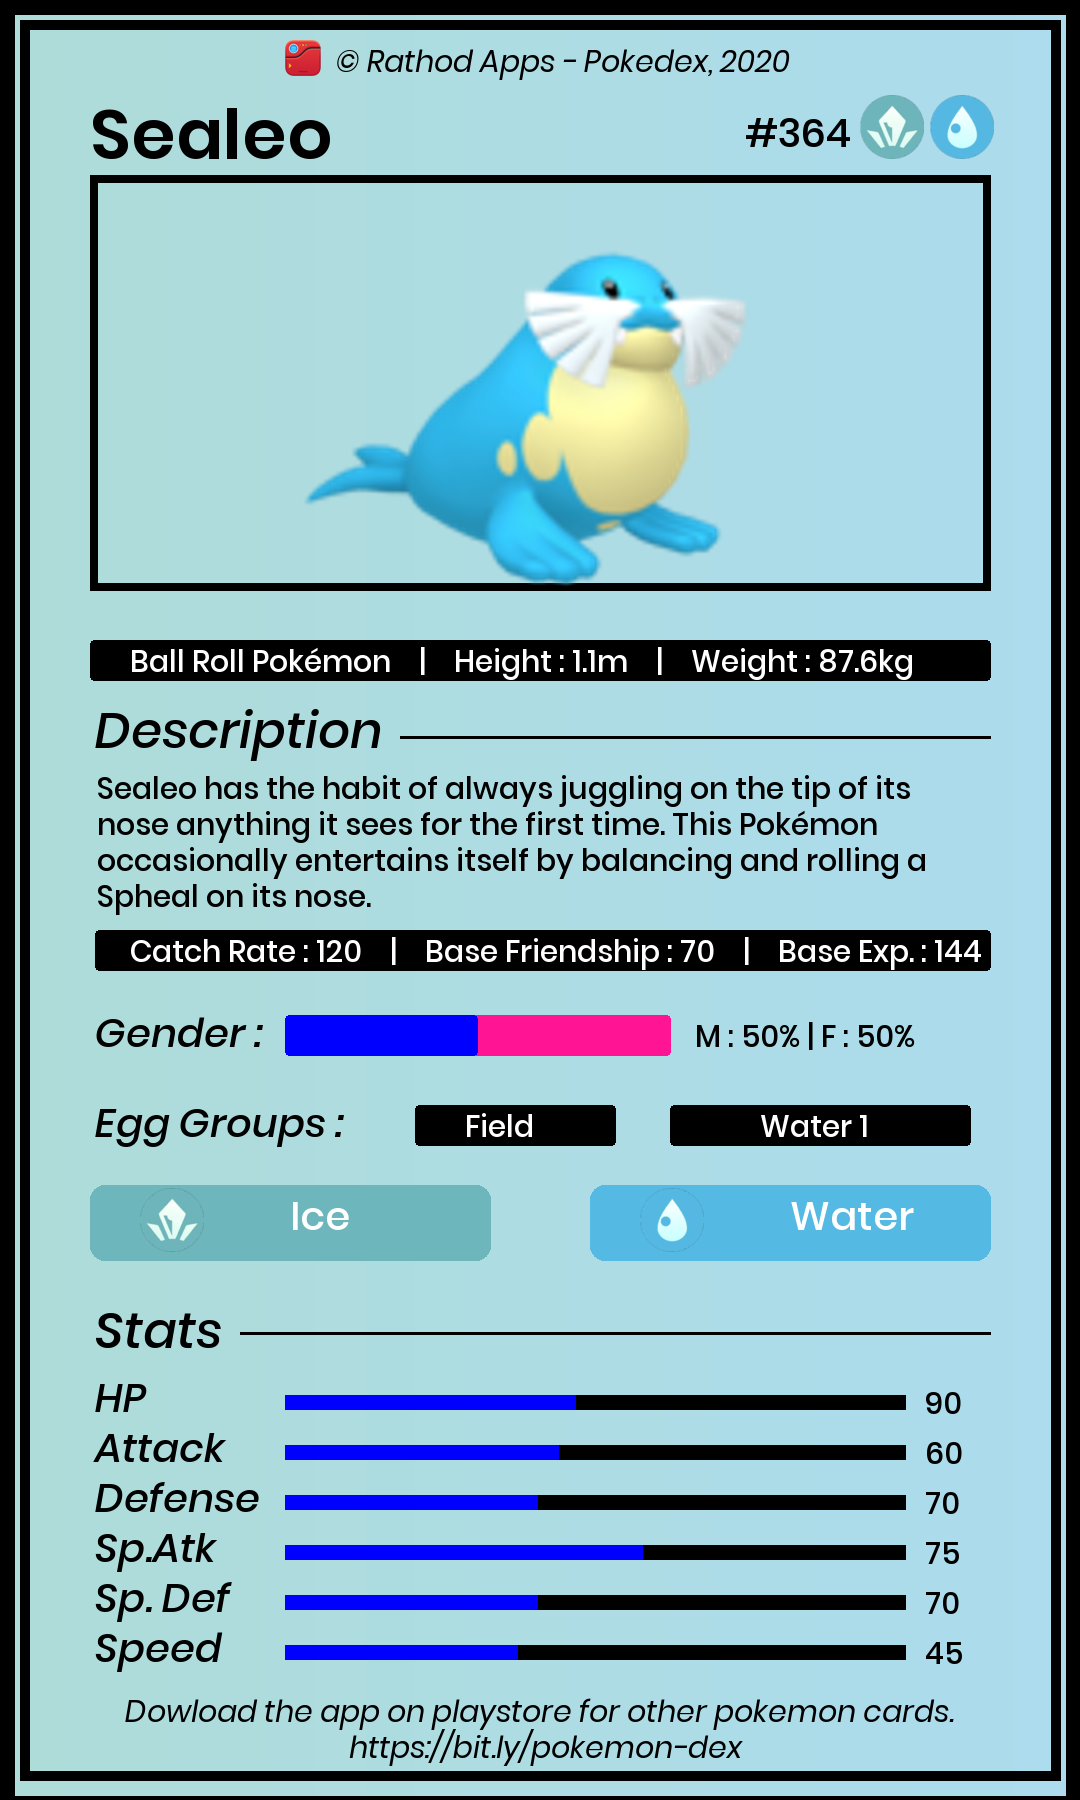 © Rathod Apps - Pokedex, 2020
Sealeo
#364
Ball Roll Pokémon | Height : 1.1m | Weight : 87.6kg
Description
Sealeo has the habit of always juggling on the tip of its
nose anything it sees for the first time. This Pokémon
occasionally entertains itself by balancing and rolling a
Spheal on its nose.
Catch Rate : 120 | Base Friendship : 70 | Base Exp. : 144
Gender : M : 50% | F : 50%
Egg Groups : Field Water 1
Ice Water
Stats
HP 90
Attack 60
Defense 70
Sp.Atk 75
Sp. Def 70
Speed 45
Dowload the app on playstore for other pokemon cards.
https://bit.ly/pokemon-dex